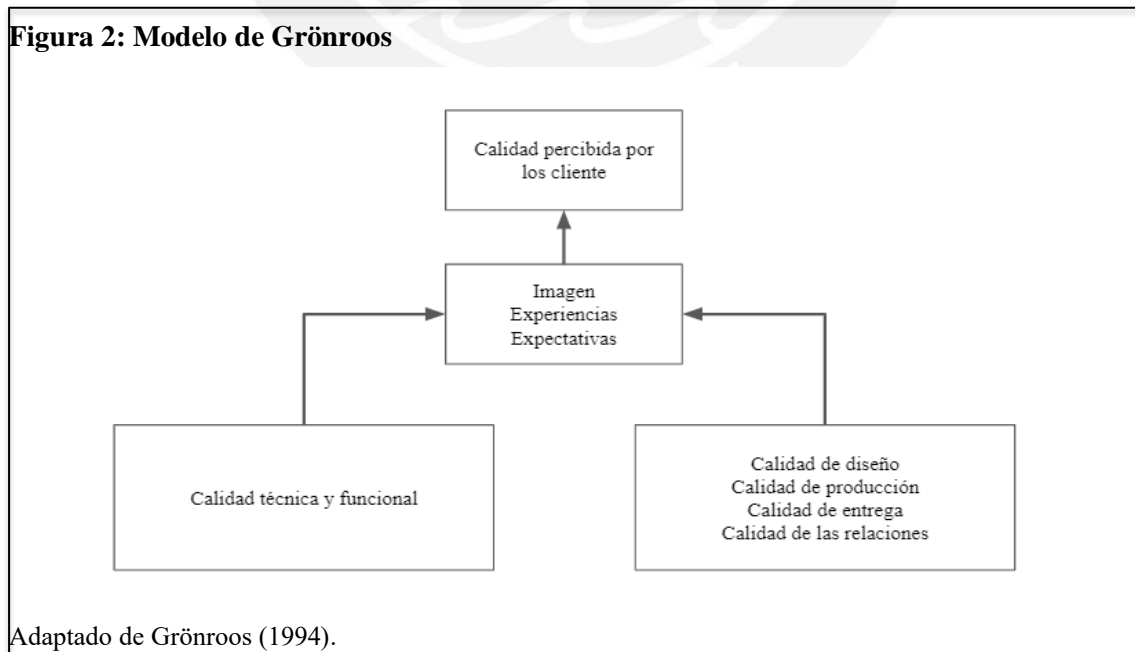 Figura 2: Modelo de Grönroos
Calidad percibida por
los cliente
Imagen
Experiencias
Expectativas
Calidad técnica y funcional
Calidad de diseño
Calidad de producción
Calidad de entrega
Calidad de las relaciones
Adaptado de Grönroos (1994).